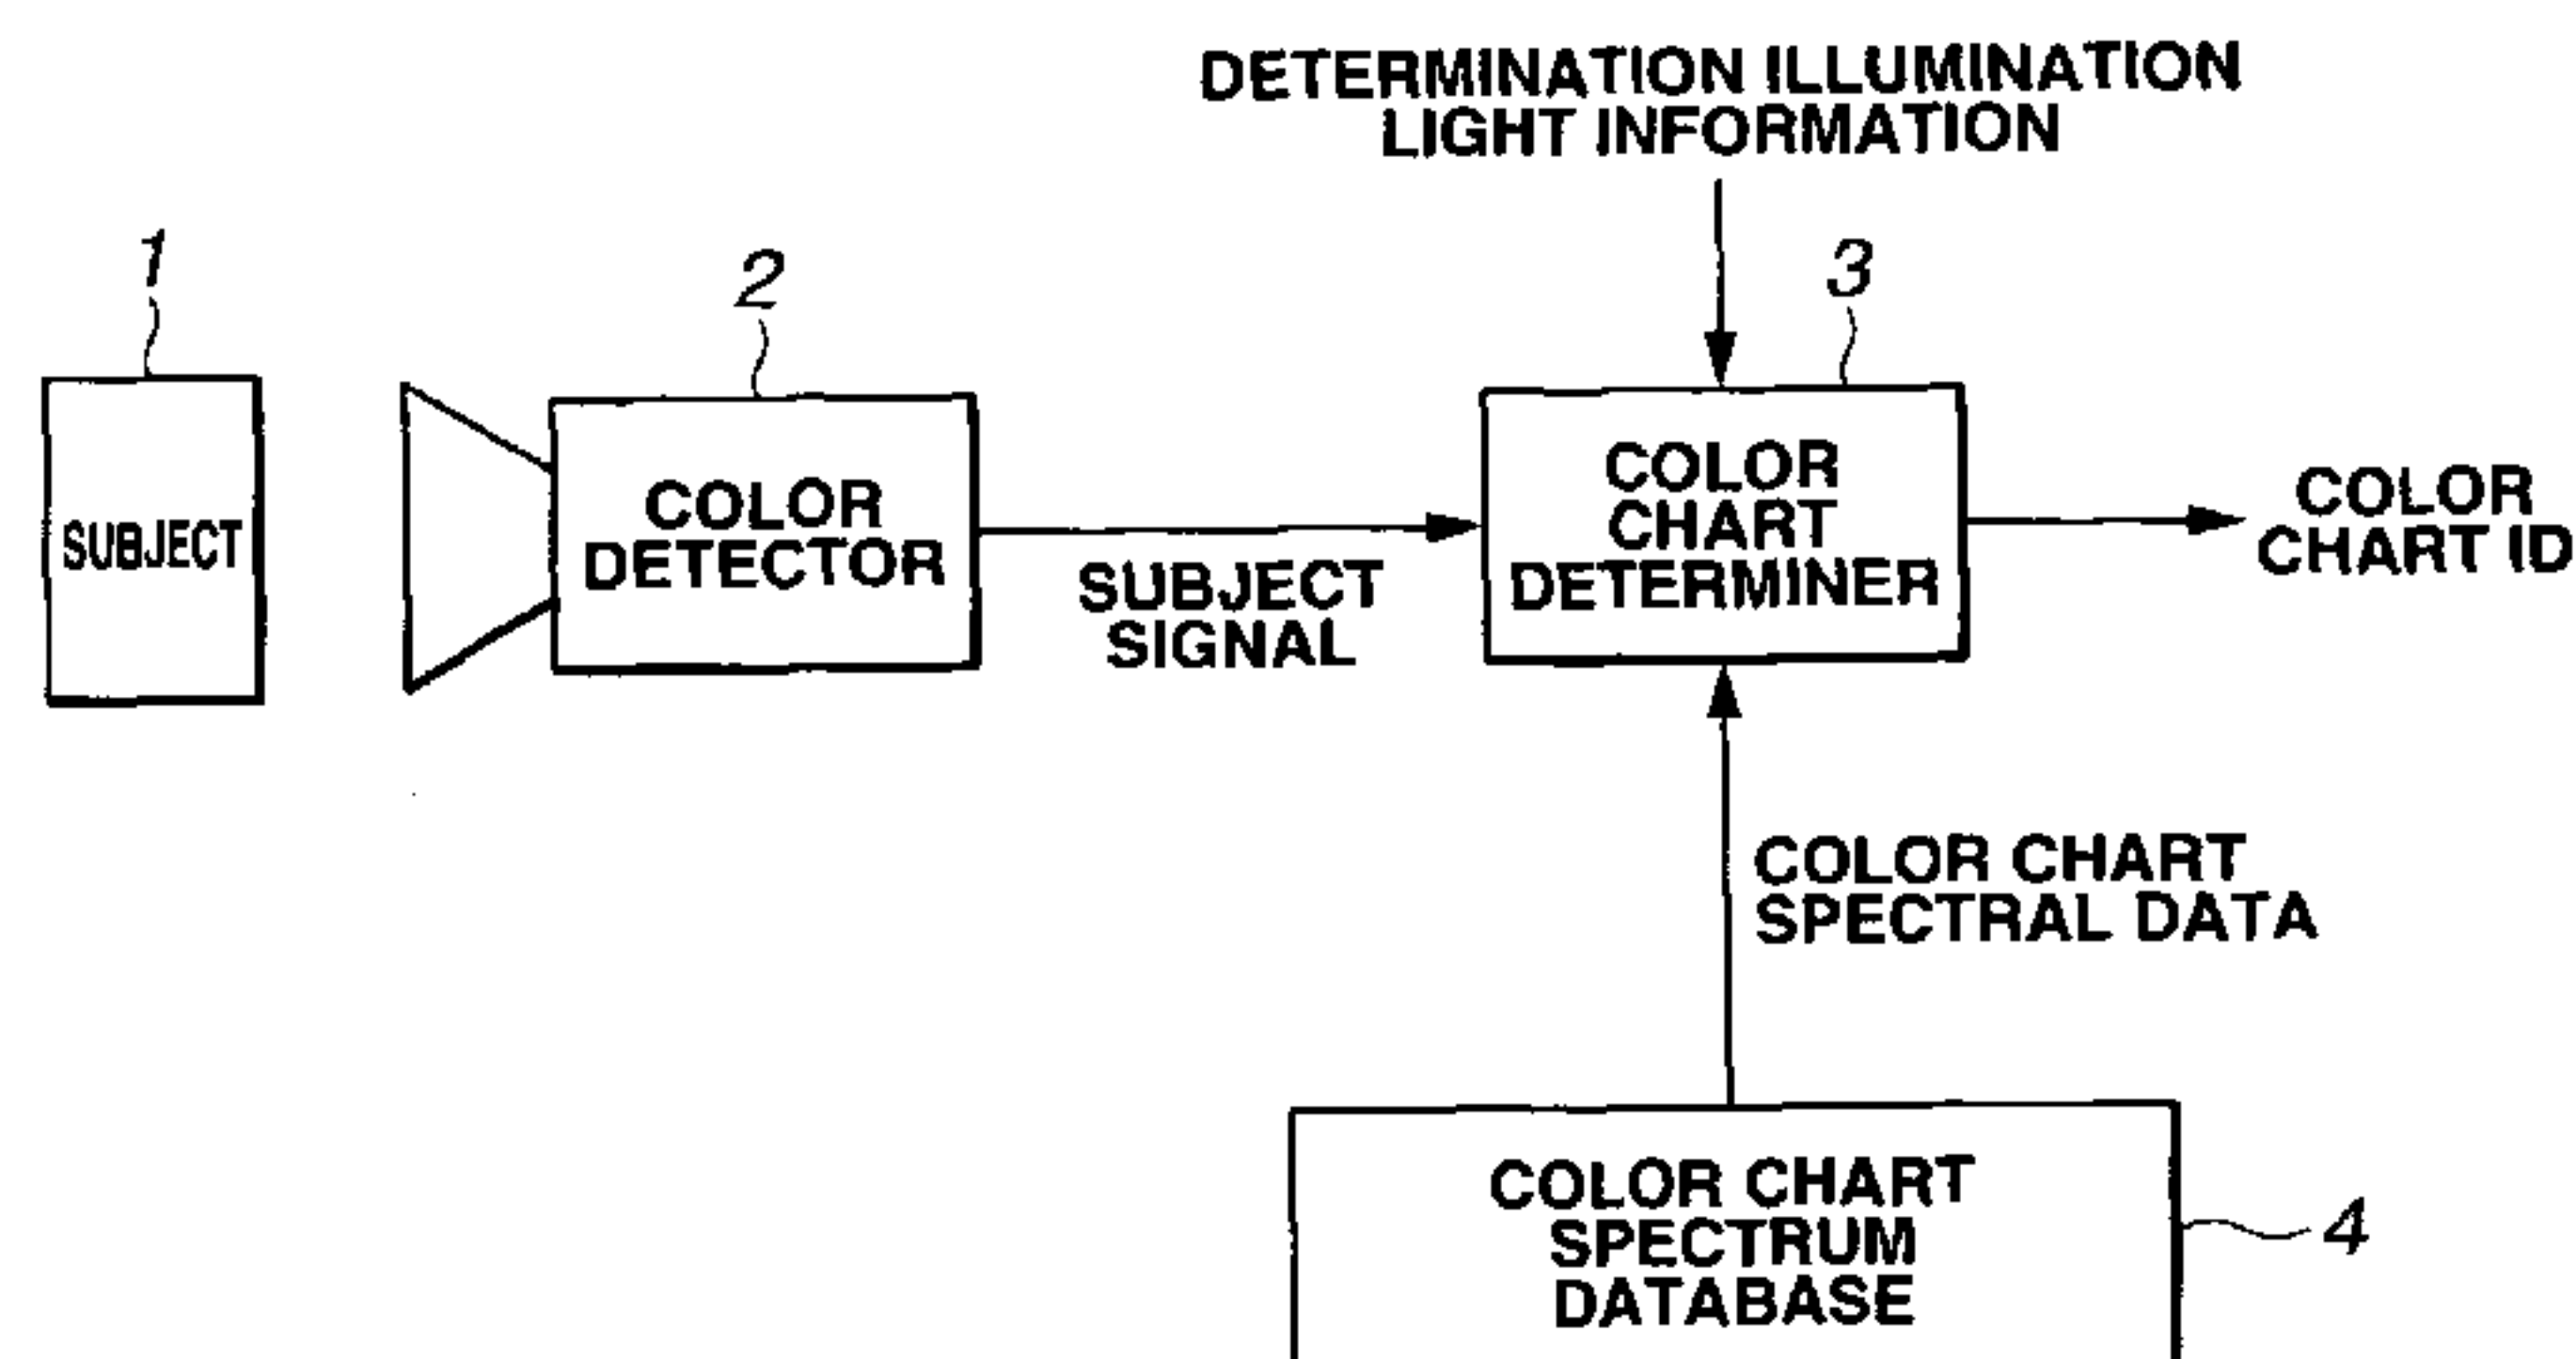 DETERMINATION ILLUMINATION
LIGHT INFORMATION
1
2
3
SUBJECT
COLOR
DETECTOR
SUBJECT
SIGNAL
COLOR
CHART
DETERMINER
COLOR
CHART ID
COLOR CHART
SPECTRAL DATA
COLOR CHART
SPECTRUM
DATABASE
4